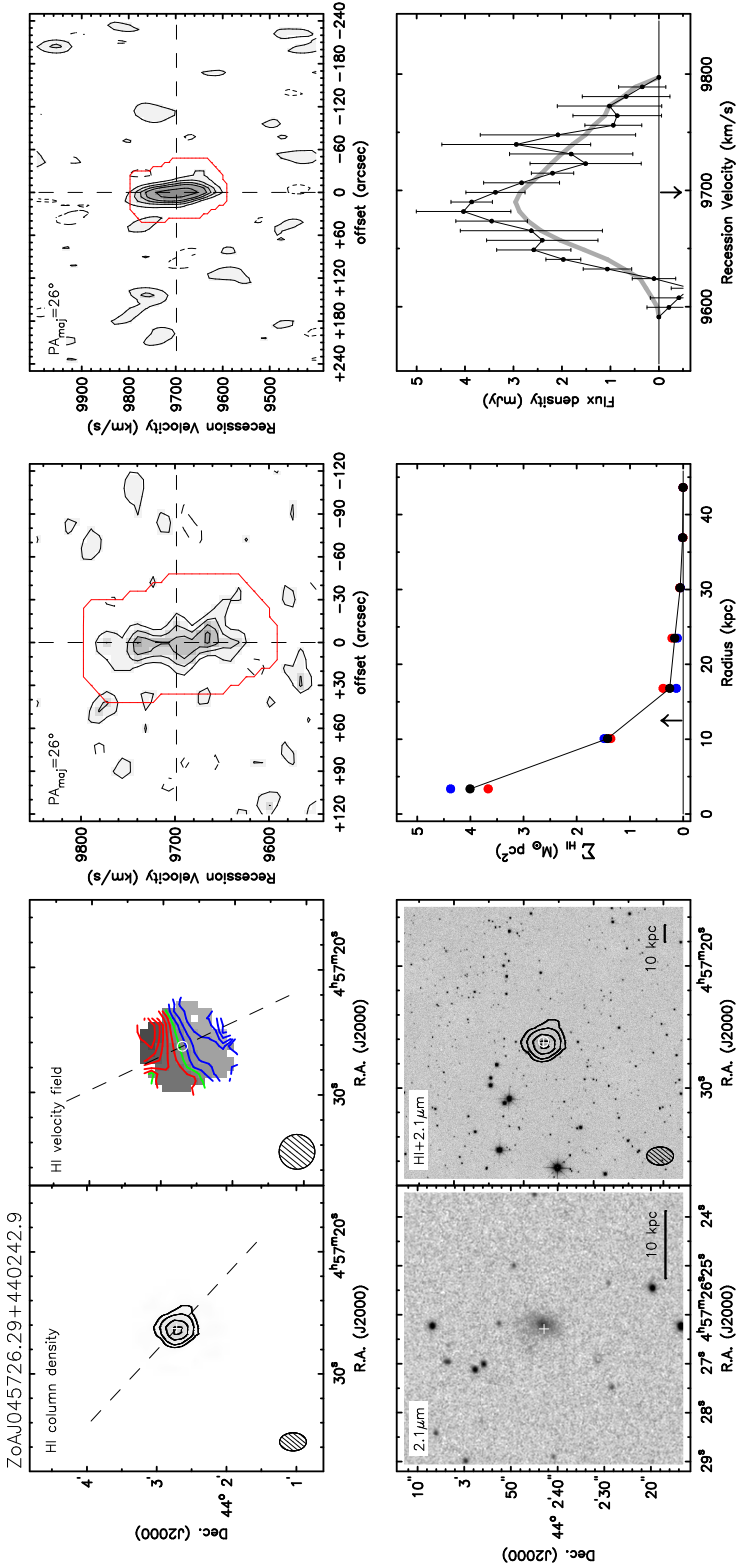 ZoAJ045726.29+440242.9
HI column density
4'
3'
44° 2'
1'
Dec. (J2000)
30ˢ
4ʰ57ᵐ20ˢ
R.A. (J2000)
HI velocity field
4'
3'
44° 2'
30ˢ
4ʰ57ᵐ20ˢ
R.A. (J2000)
PAmaj=26°
9800
9700
9600
Recession Velocity (km/s)
+120 +90 +60 +30 0 −30 −60 −90 −120
offset (arcsec)
PAmaj=26°
9900
9800
9700
9600
9500
Recession Velocity (km/s)
+240 +180 +120 +60 0 −60 −120 −180 −240
offset (arcsec)
2.1μm
10"
3'
50"
44° 2'40"
2'30"
20"
Dec. (J2000)
10 kpc
29ˢ 28ˢ 27ˢ 4ʰ57ᵐ26ˢ 25ˢ 24ˢ
R.A. (J2000)
HI+2.1μm
10 kpc
30ˢ
4ʰ57ᵐ20ˢ
R.A. (J2000)
5
4
3
2
1
0
Σ HI (M⊙ pc²)
0 10 20 30 40
Radius (kpc)
5
4
3
2
1
0
Flux density (mJy)
9600 9700 9800
Recession Velocity (km/s)